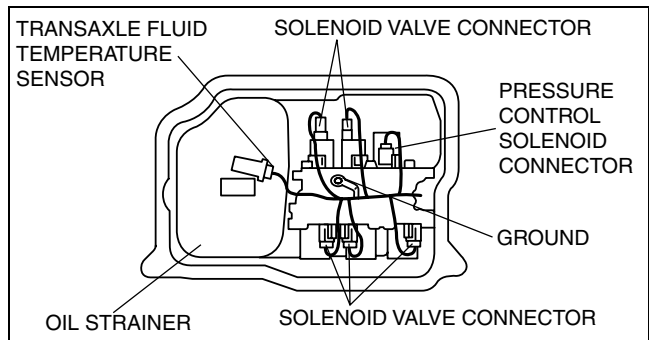 TRANSAXLE FLUID
TEMPERATURE
SENSOR
SOLENOID VALVE CONNECTOR
PRESSURE
CONTROL
SOLENOID
CONNECTOR
GROUND
OIL STRAINER
SOLENOID VALVE CONNECTOR